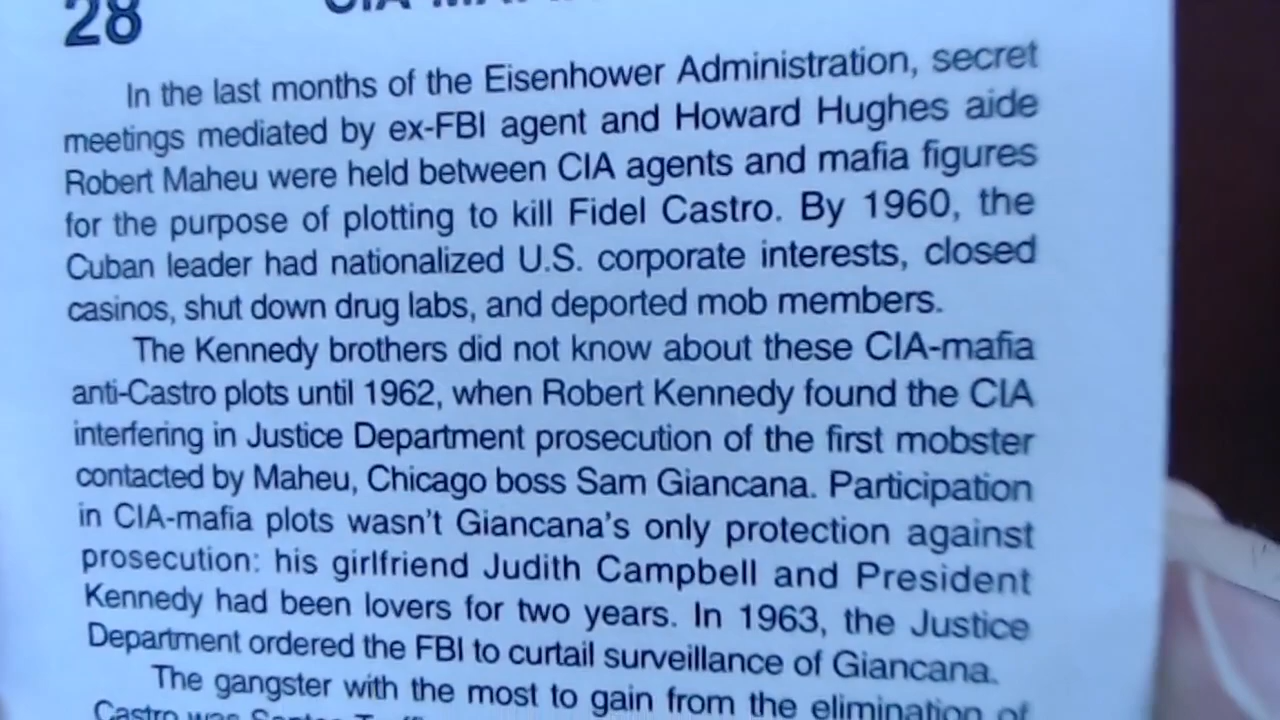 28
In the last months of the Eisenhower Administration, secret
meetings mediated by ex-FBI agent and Howard Hughes aide
Robert Maheu were held between CIA agents and mafia figures
for the purpose of plotting to kill Fidel Castro. By 1960, the
Cuban leader had nationalized U.S. corporate interests, closed
casinos, shut down drug labs, and deported mob members.
The Kennedy brothers did not know about these CIA-mafia
anti-Castro plots until 1962, when Robert Kennedy found the CIA
interfering in Justice Department prosecution of the first mobster
contacted by Maheu, Chicago boss Sam Giancana. Participation
in CIA-mafia plots wasn't Giancana's only protection against
prosecution: his girlfriend Judith Campbell and President
Kennedy had been lovers for two years. In 1963, the Justice
Department ordered the FBI to curtail surveillance of Giancana.
The gangster with the most to gain from the elimination of
Castro was